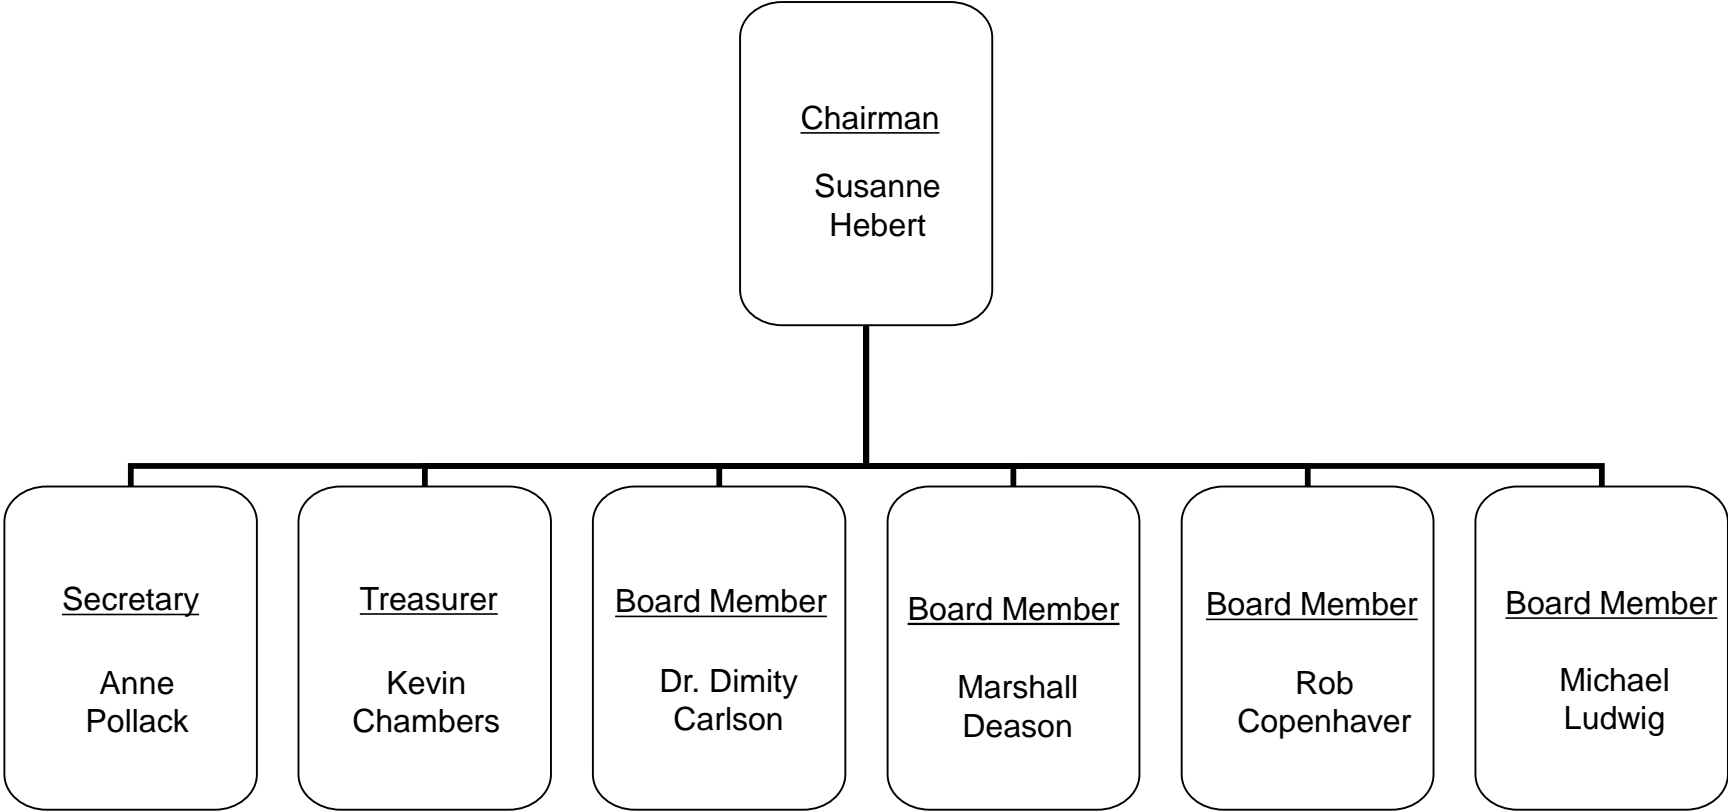 Chairman
Susanne
Hebert
Secretary
Anne
Pollack
Treasurer
Kevin
Chambers
Board Member
Dr. Dimity
Carlson
Board Member
Marshall
Deason
Board Member
Rob
Copenhaver
Board Member
Michael
Ludwig